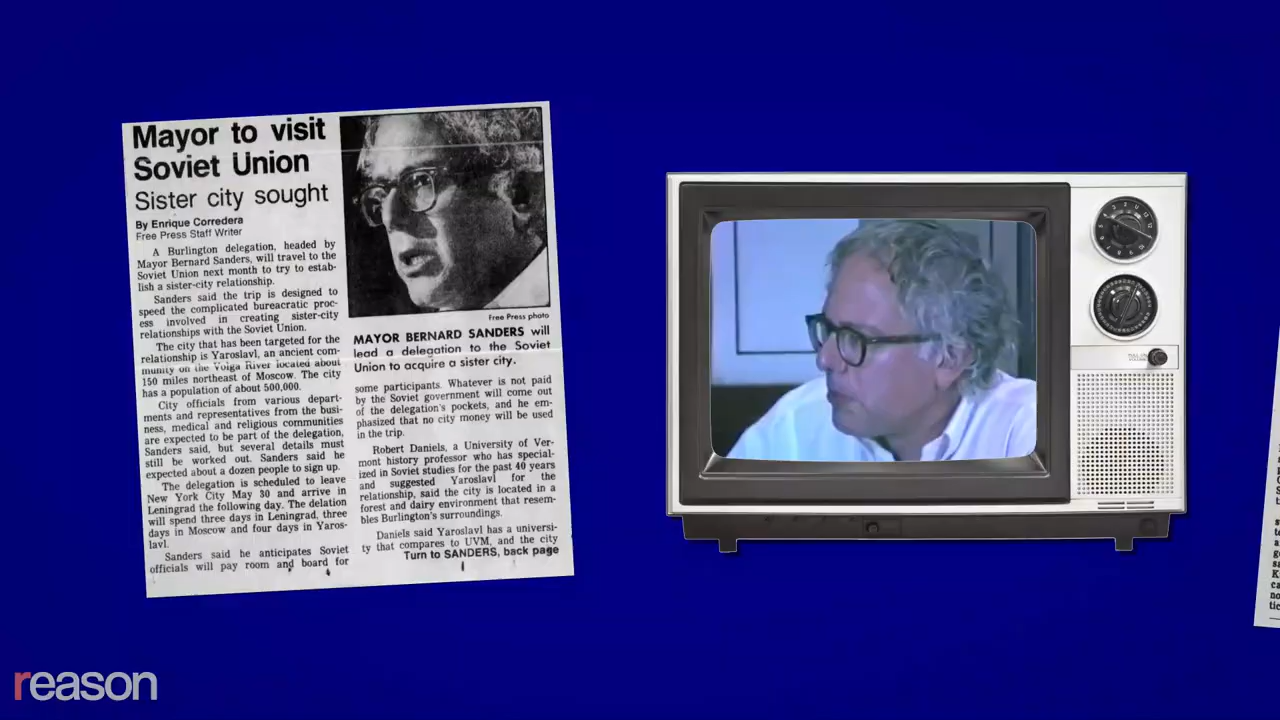 Mayor to visit
Soviet Union
Sister city sought
By Enrique Corredera
Free Press Staff Writer
A Burlington delegation, headed by
Mayor Bernard Sanders, will travel to the
Soviet Union next month to try to estab-
lish a sister-city relationship.
Sanders said the trip is designed to
speed the complicated bureaucratic proc-
ess involved in creating sister-city
relationships with the Soviet Union.
The city that has been targeted for the
relationship is Yaroslavl, an ancient com-
munity on the Volga River located about
150 miles northeast of Moscow. The city
has a population of about 500,000.
City officials from various depart-
ments and representatives from the busi-
ness, medical and religious communities
are expected to be part of the delegation,
Sanders said, but several details must
still be worked out. Sanders said he
expected about a dozen people to sign up.
The delegation is scheduled to leave
New York City May 30 and arrive in
Leningrad the following day. The delation
will spend three days in Leningrad, three
days in Moscow and four days in Yaros-
lavl.
Sanders said he anticipates Soviet
officials will pay room and board for
Free Press photo
MAYOR BERNARD SANDERS will
lead a delegation to the Soviet
Union to acquire a sister city.
some participants. Whatever is not paid
by the Soviet government will come out
of the delegation's pockets, and he em-
phasized that no city money will be used
in the trip.
Robert Daniels, a University of Ver-
mont history professor who has special-
ized in Soviet studies for the past 40 years
and suggested Yaroslavl for the
relationship, said the city is located in a
forest and dairy environment that resem-
bles Burlington's surroundings.
Daniels said Yaroslavl has a universi-
ty that compares to UVM, and the city
Turn to SANDERS, back page
reason